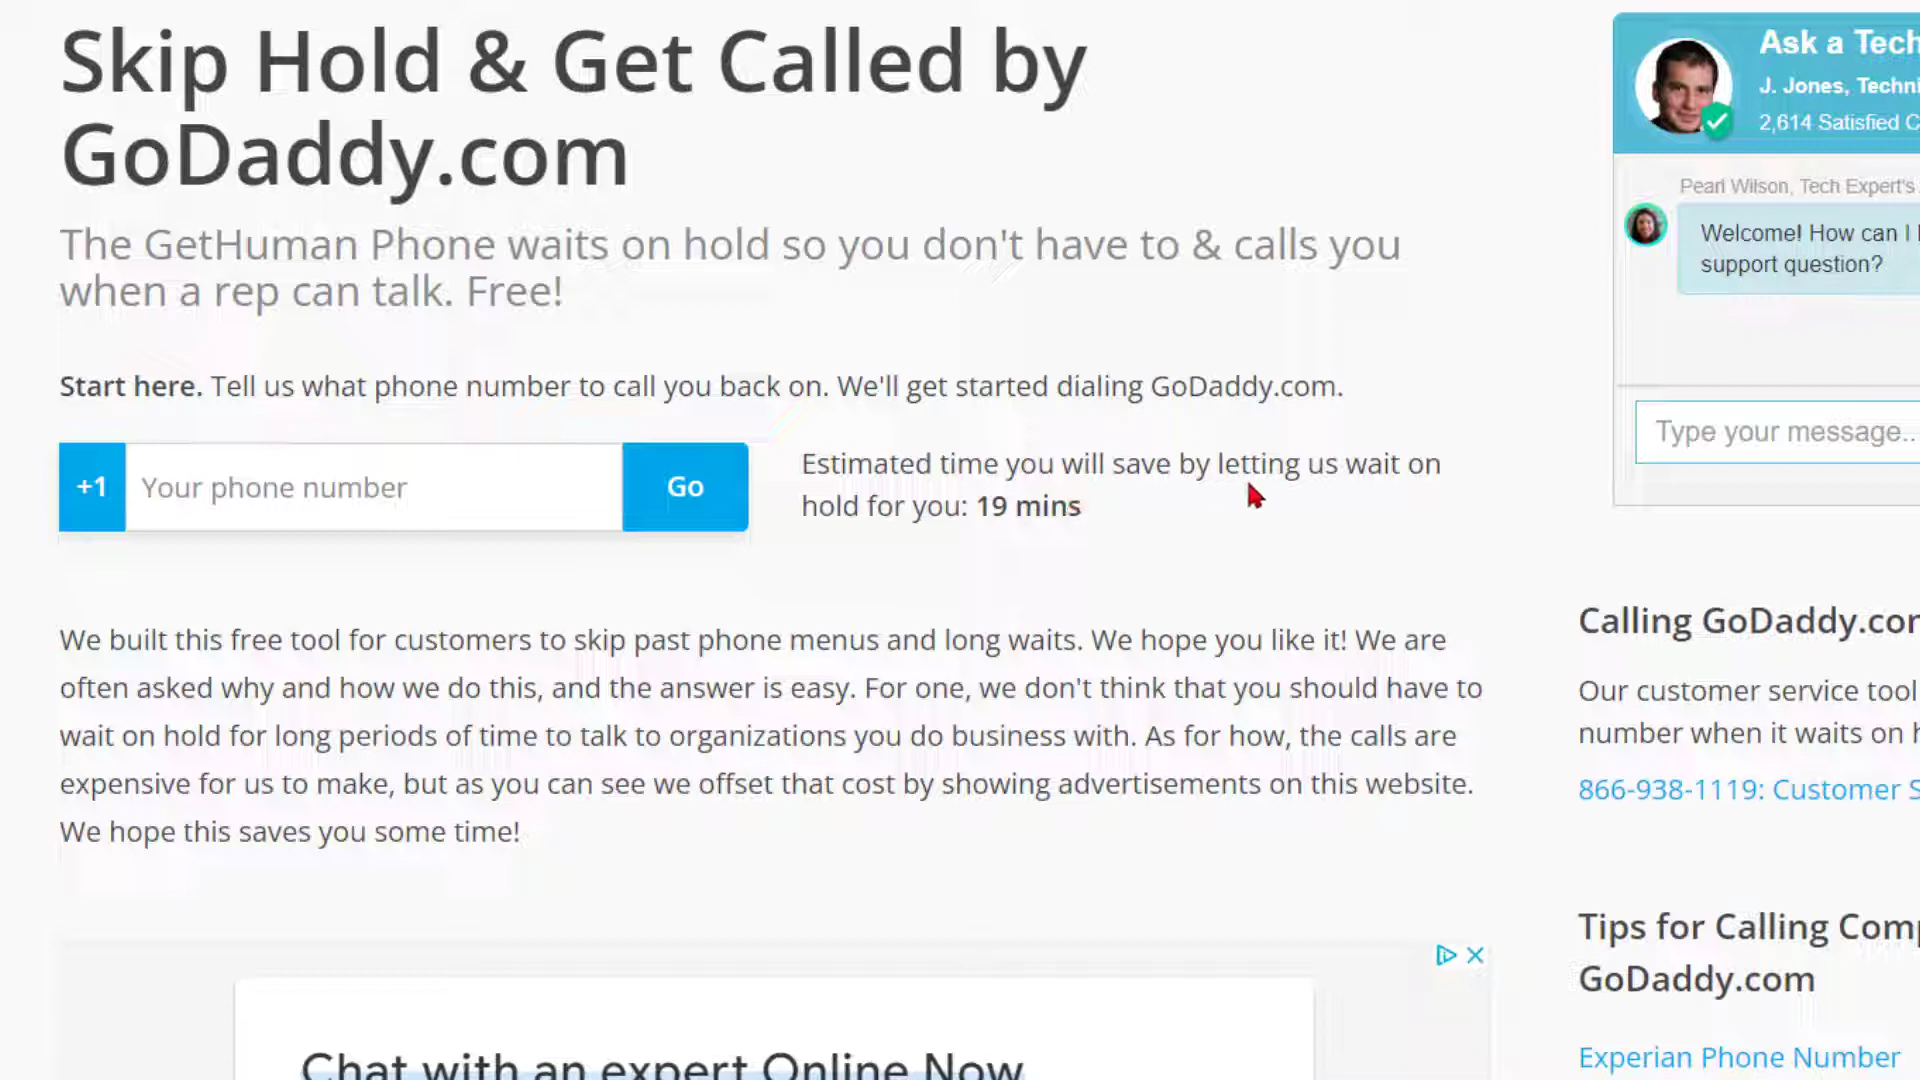 Skip Hold & Get Called by
GoDaddy.com
The GetHuman Phone waits on hold so you don't have to & calls you
when a rep can talk. Free!
Start here. Tell us what phone number to call you back on. We'll get started dialing GoDaddy.com.
+1 Your phone number Go
Estimated time you will save by letting us wait on
hold for you: 19 mins
We built this free tool for customers to skip past phone menus and long waits. We hope you like it! We are
often asked why and how we do this, and the answer is easy. For one, we don't think that you should have to
wait on hold for long periods of time to talk to organizations you do business with. As for how, the calls are
expensive for us to make, but as you can see we offset that cost by showing advertisements on this website.
We hope this saves you some time!
Chat with an expert Online Now
Ask a Tech
J. Jones, Techni
2,614 Satisfied C
Pearl Wilson, Tech Expert's
Welcome! How can I
support question?
Type your message..
Calling GoDaddy.com
Our customer service tool
number when it waits on h
866-938-1119: Customer S
Tips for Calling Comp
GoDaddy.com
Experian Phone Number